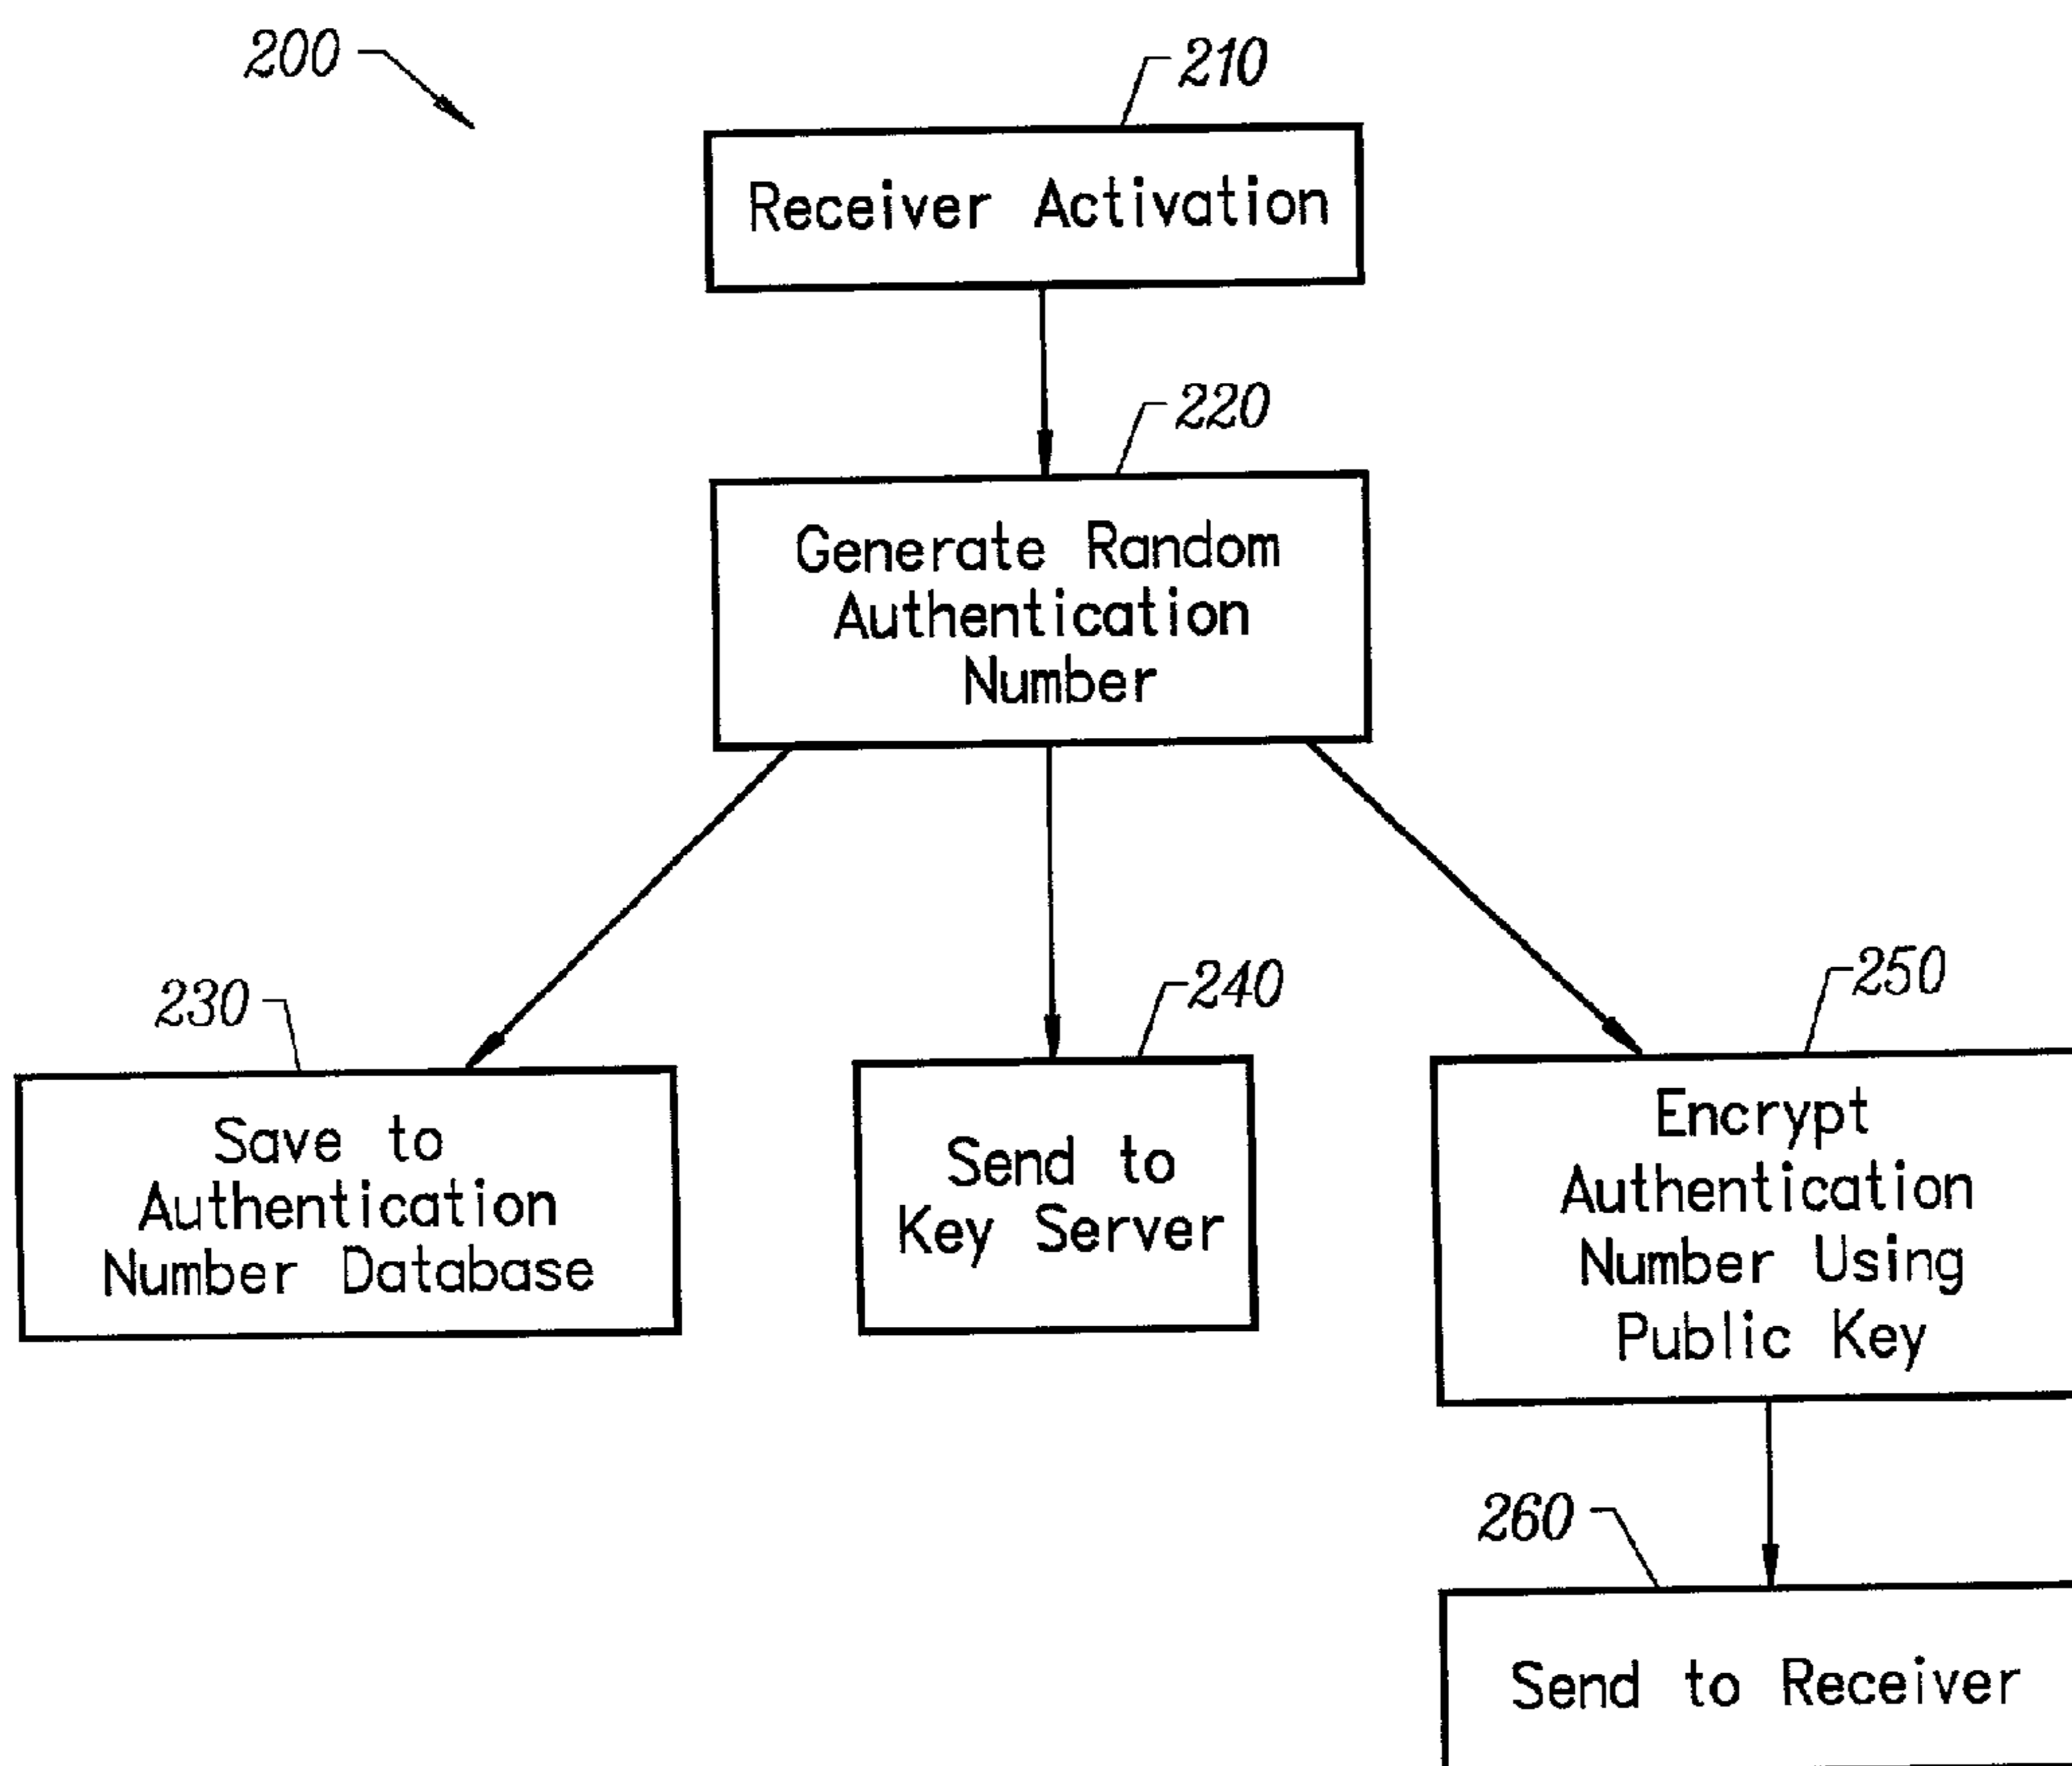 200
210
Receiver Activation
220
Generate Random
Authentication
Number
230
Save to
Authentication
Number Database
240
Send to
Key Server
250
Encrypt
Authentication
Number Using
Public Key
260
Send to Receiver